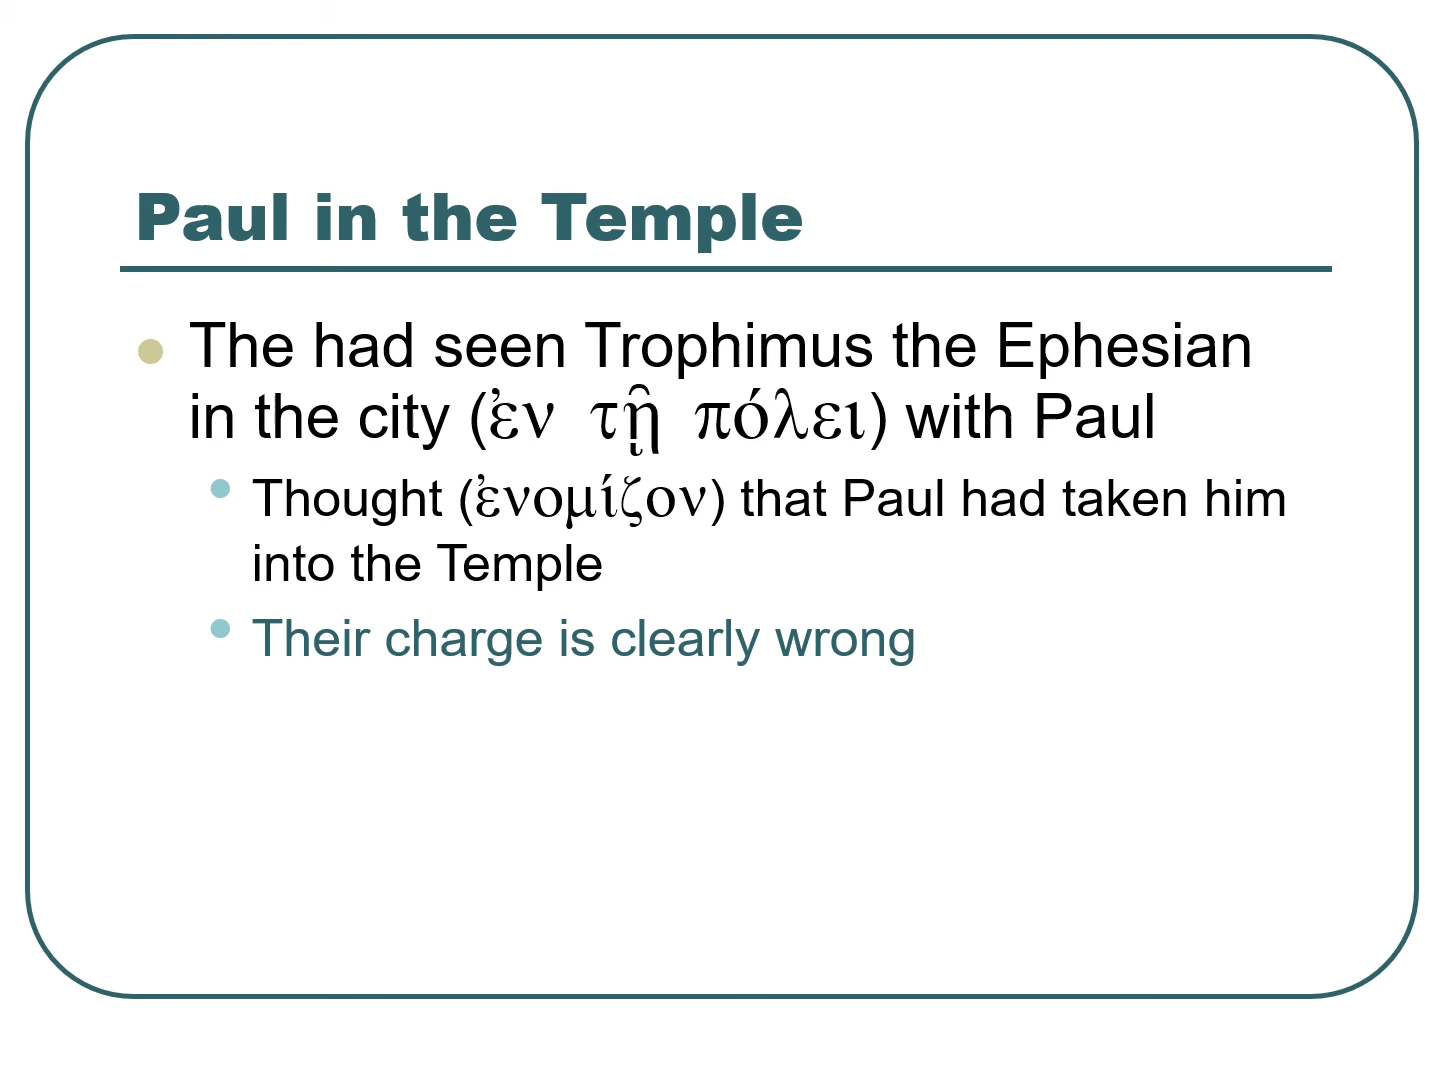 Paul in the Temple
The had seen Trophimus the Ephesian
in the city (ἐν τῇ πόλει) with Paul
Thought (ἐνομίζον) that Paul had taken him
into the Temple
Their charge is clearly wrong